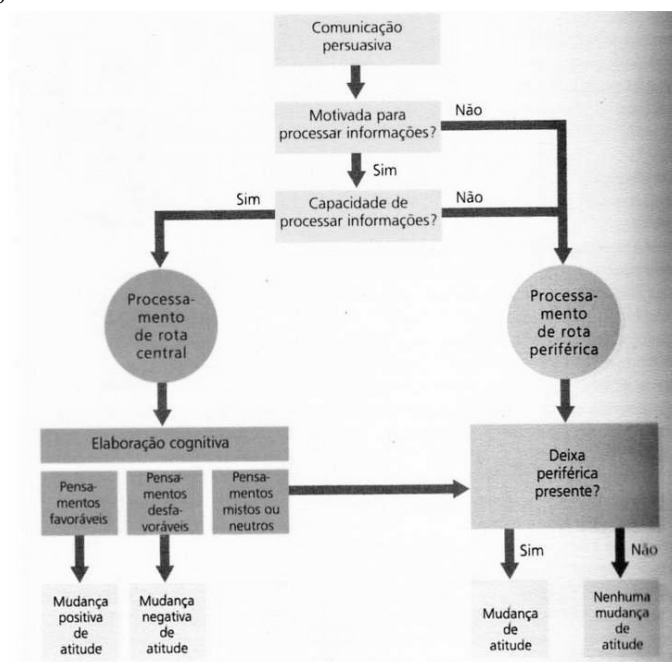 Comunicação
persuasiva
Motivada para
processar informações?
Não
Sim
Capacidade de
processar informações?
Sim
Não
Processa-
mento
de rota
central
Processa-
mento
de rota
periférica
Elaboração cognitiva
Pensa-
mentos
favoráveis
Pensa-
mentos
desfa-
voráveis
Pensa-
mentos
mistos ou
neutros
Deixa
periférica
presente?
Sim
Não
Mudança
positiva
de
atitude
Mudança
negativa
de
atitude
Mudança
de
atitude
Nenhuma
mudança
de
atitude